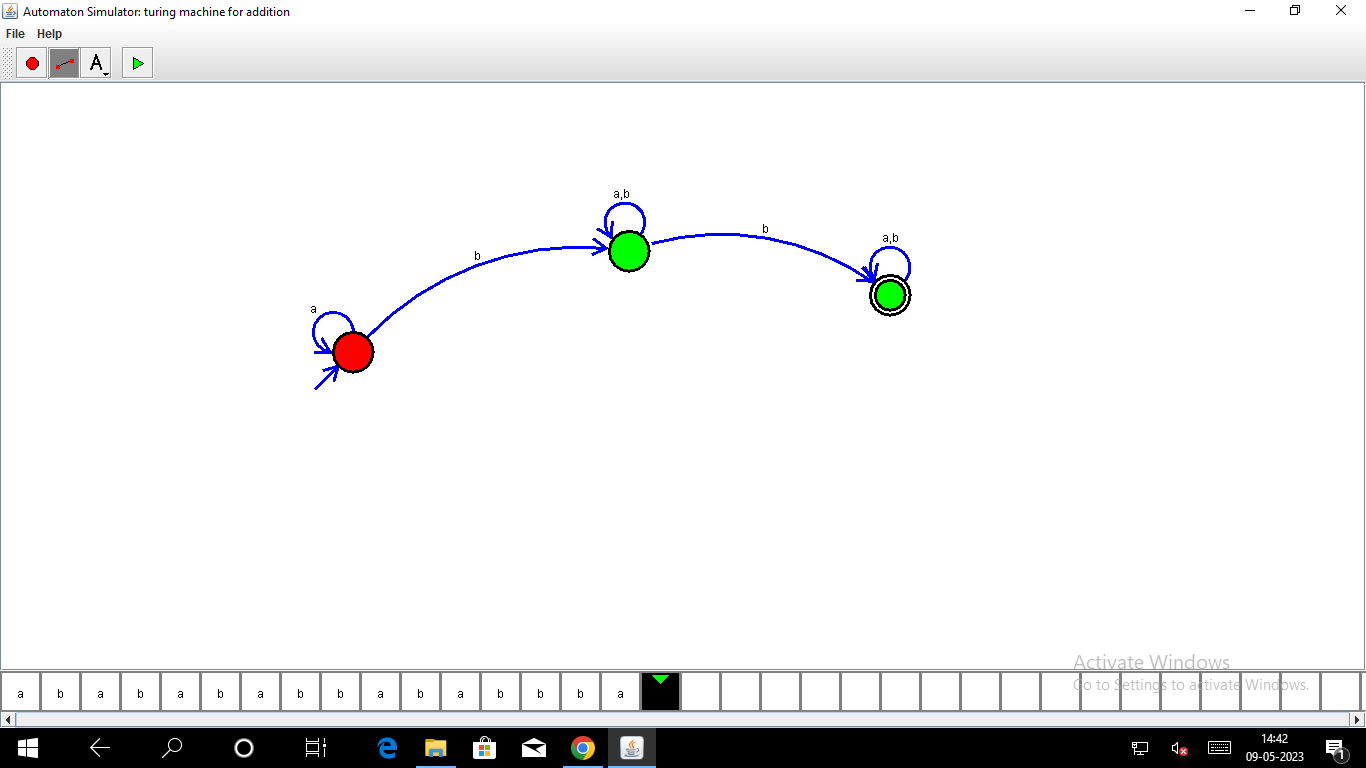 Automaton Simulator: turing machine for addition
File Help
A
a,b
b
a,b
b
a
Activate Windows
Go to Settings to activate Windows.
a b a b a b a b b a b a b b b a
14:42
09-05-2023
1